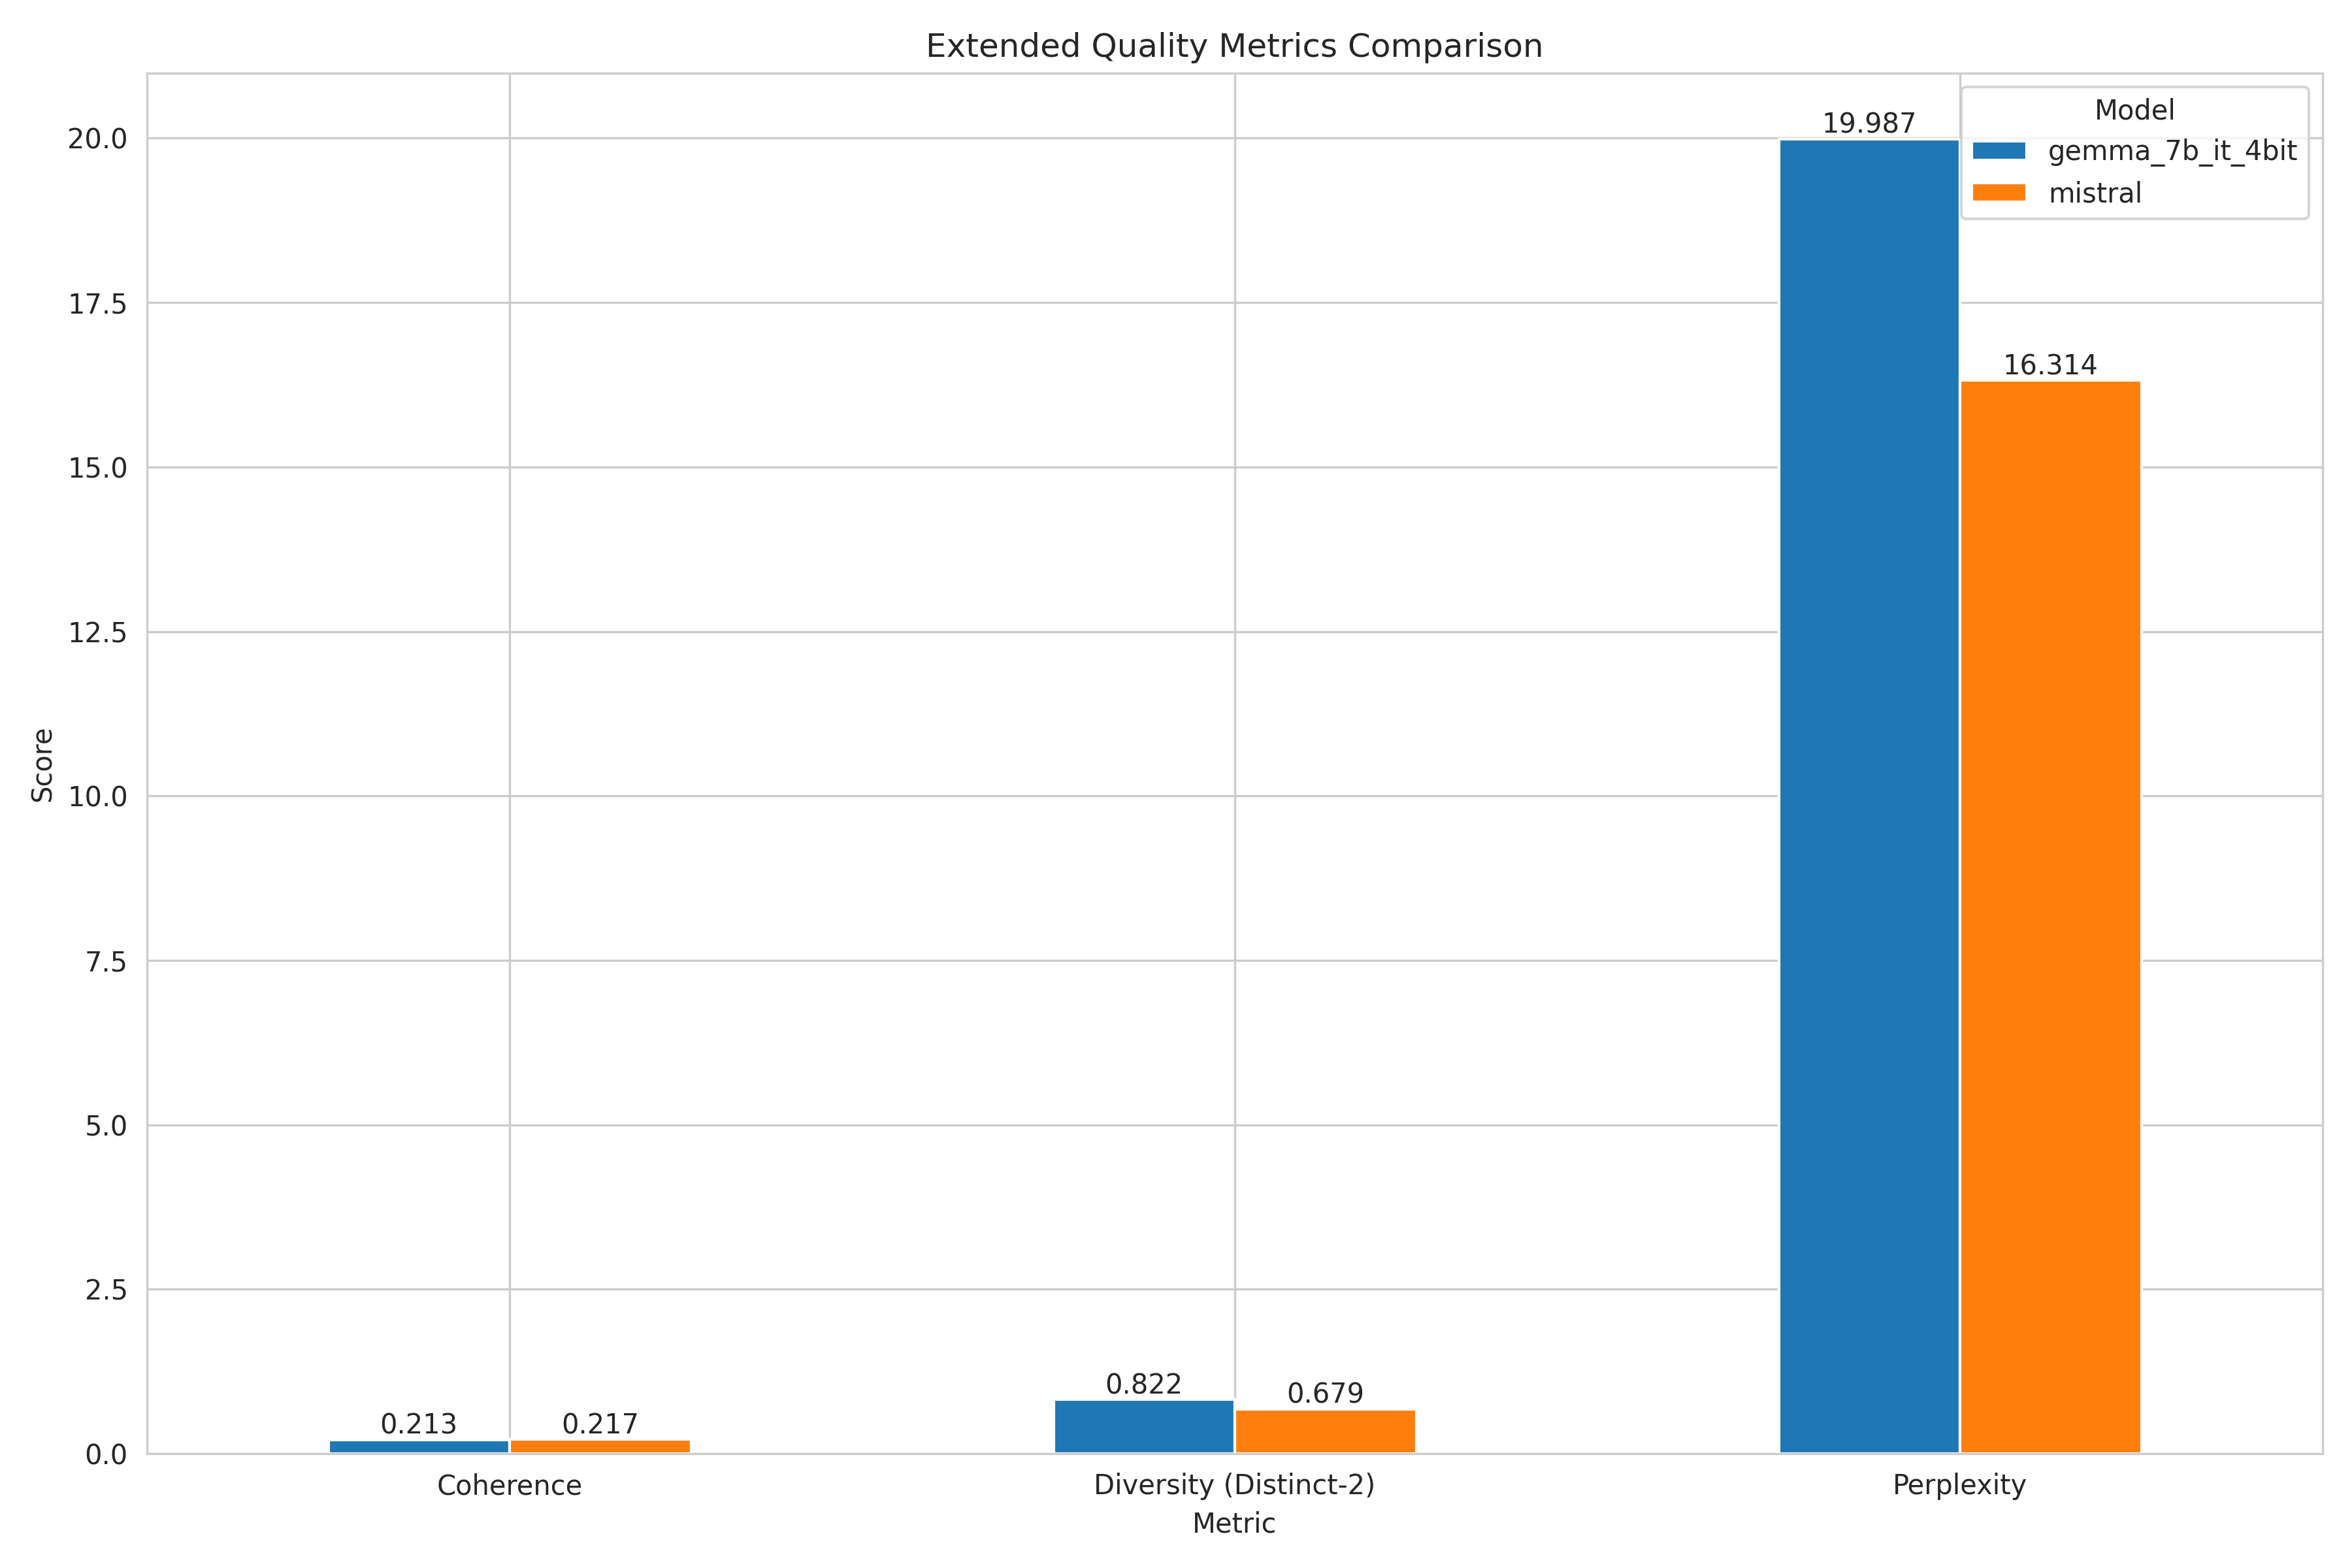 Extended Quality Metrics Comparison
Model
gemma_7b_it_4bit
mistral
Score
20.0
17.5
15.0
12.5
10.0
7.5
5.0
2.5
0.0
0.213
0.217
0.822
0.679
19.987
16.314
Coherence
Diversity (Distinct-2)
Perplexity
Metric